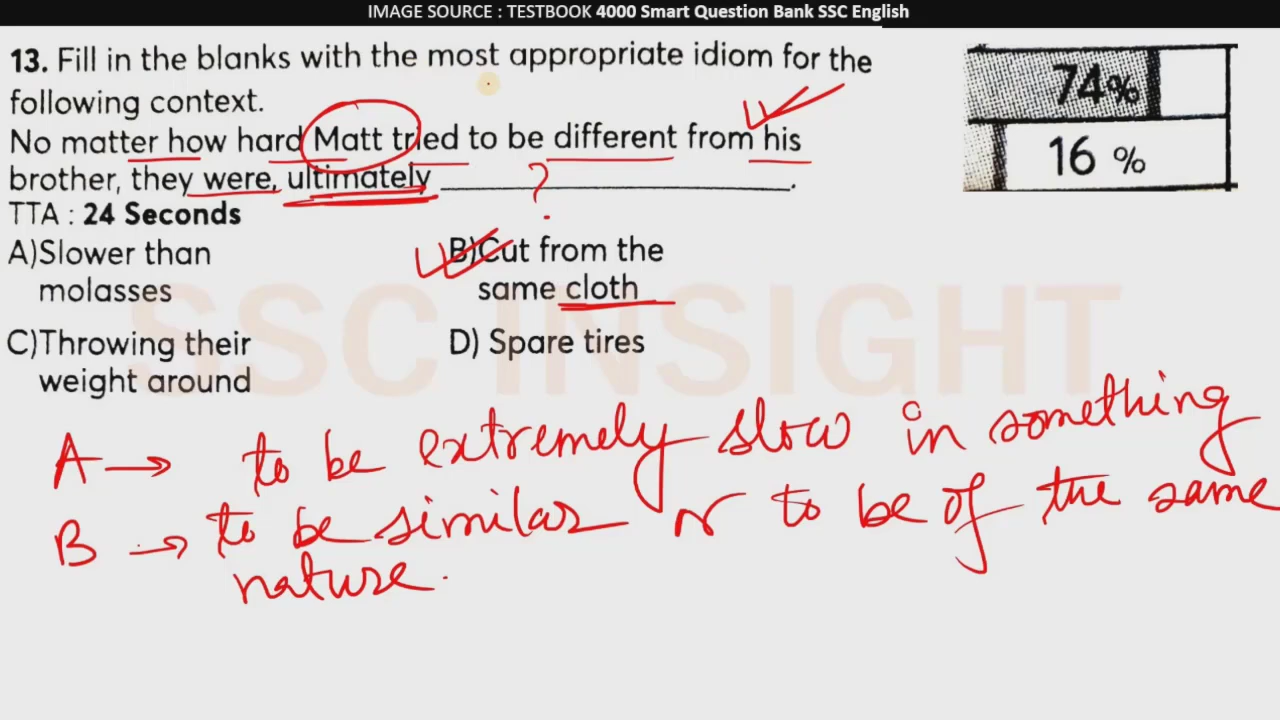 IMAGE SOURCE : TESTBOOK 4000 Smart Question Bank SSC English
13. Fill in the blanks with the most appropriate idiom for the
following context.
No matter how hard Matt tried to be different from his
brother, they were, ultimately ____________________.
?
TTA : 24 Seconds
A)Slower than
molasses
B)Cut from the
same cloth
C)Throwing their
weight around
D) Spare tires
74%
16 %
SSC INSIGHT
A → to be extremely slow in something
B → to be similar or to be of the same
nature.